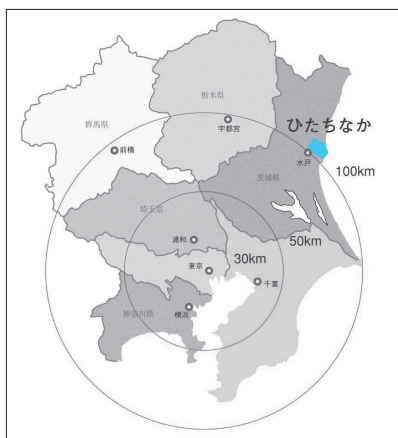 栃木県
群馬県
宇都宮
ひたちなか
前橋
水戸
茨城県
100km
埼玉県
浦和
50km
30km
東京
千葉
神奈川県
横浜